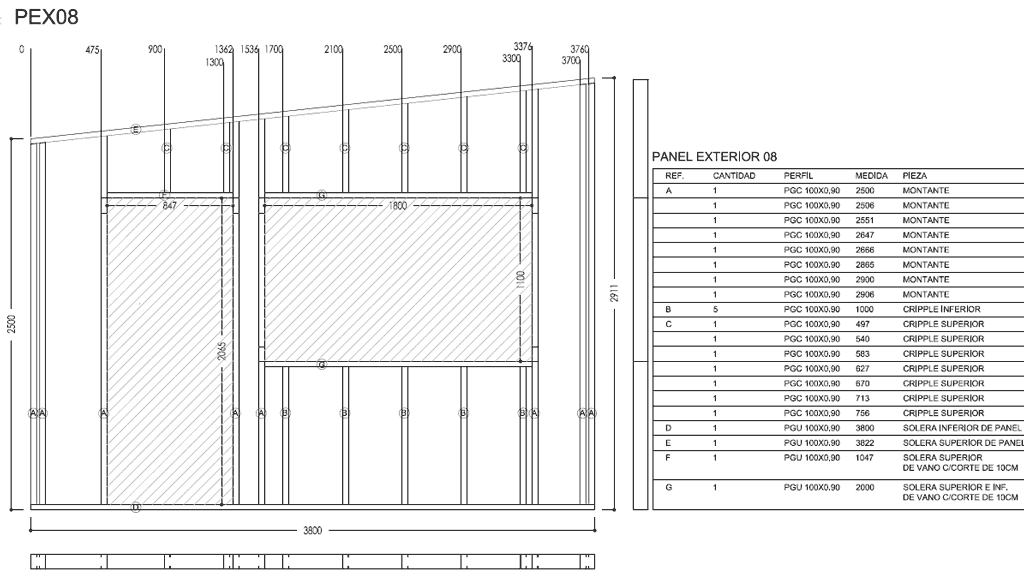 PEX08
0 475 900 1362 1536 1700 2100 2500 2900 3376 3760
1300 3300 3700
E
C C C C C C
F G
847 1800
1100
2911
2500
2065
G
A A A A A B B B B B A A A
D
3800
PANEL EXTERIOR 08
REF. CANTIDAD PERFIL MEDIDA PIEZA
A 1 PGC 100X0,90 2500 MONTANTE
1 PGC 100X0,90 2506 MONTANTE
1 PGC 100X0,90 2551 MONTANTE
1 PGC 100X0,90 2647 MONTANTE
1 PGC 100X0,90 2666 MONTANTE
1 PGC 100X0,90 2865 MONTANTE
1 PGC 100X0,90 2900 MONTANTE
1 PGC 100X0,90 2906 MONTANTE
B 5 PGC 100X0,90 1000 CRIPPLE INFERIOR
C 1 PGC 100X0,90 497 CRIPPLE SUPERIOR
1 PGC 100X0,90 540 CRIPPLE SUPERIOR
1 PGC 100X0,90 583 CRIPPLE SUPERIOR
1 PGC 100X0,90 627 CRIPPLE SUPERIOR
1 PGC 100X0,90 670 CRIPPLE SUPERIOR
1 PGC 100X0,90 713 CRIPPLE SUPERIOR
1 PGC 100X0,90 756 CRIPPLE SUPERIOR
D 1 PGU 100X0,90 3800 SOLERA INFERIOR DE PANEL
E 1 PGU 100X0,90 3822 SOLERA SUPERIOR DE PANEL
F 1 PGU 100X0,90 1047 SOLERA SUPERIOR
DE VANO C/CORTE DE 10CM
G 1 PGU 100X0,90 2000 SOLERA SUPERIOR E INF.
DE VANO C/CORTE DE 10CM